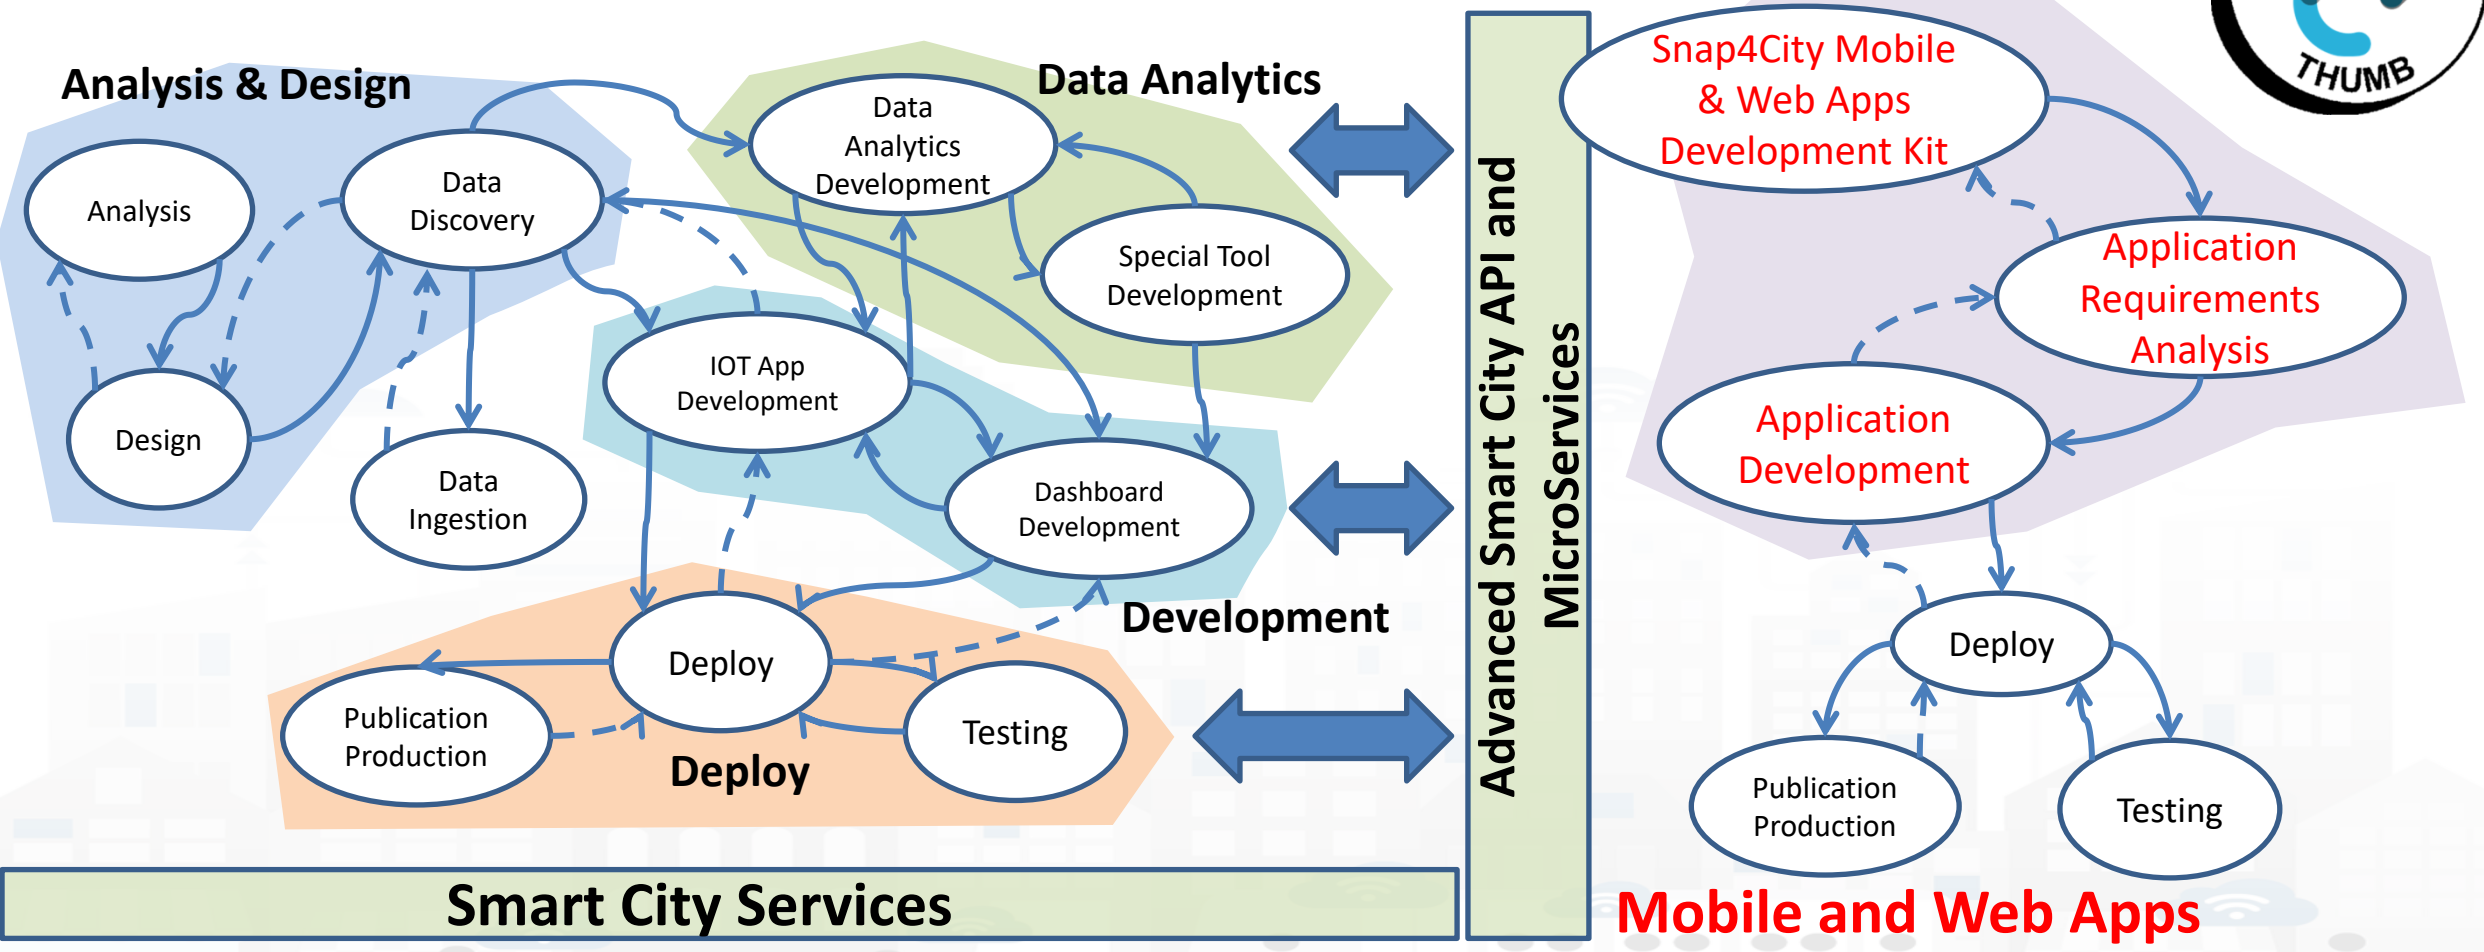 Analysis & Design
Analysis
Data
Discovery
Design
Data
Ingestion
Data Analytics
Data
Analytics
Development
Special Tool
Development
IOT App
Development
Dashboard
Development
Development
Deploy
Publication
Production
Testing
Deploy
Smart City Services
Advanced Smart City API and
MicroServices
THUMB
Snap4City Mobile
& Web Apps
Development Kit
Application
Requirements
Analysis
Application
Development
Deploy
Publication
Production
Testing
Mobile and Web Apps